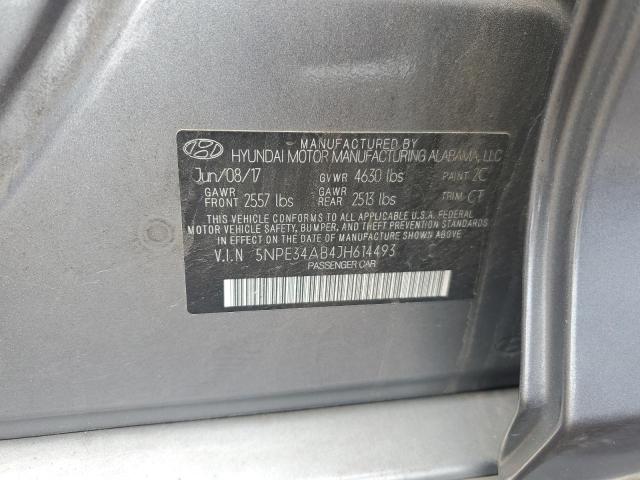 MANUFACTURED BY
HYUNDAI MOTOR MANUFACTURING ALABAMA, LLC
Jun/08/17 GVWR 4630 lbs PAINT 2C
GAWR FRONT 2557 lbs GAWR REAR 2513 lbs TRIM CT
THIS VEHICLE CONFORMS TO ALL APPLICABLE U.S.A. FEDERAL
MOTOR VEHICLE SAFETY, BUMPER, AND THEFT PREVENTION STANDARDS
IN EFFECT ON THE DATE OF MANUFACTURE SHOWN ABOVE.
V.I.N 5NPE34AB4JH614493
PASSENGER CAR